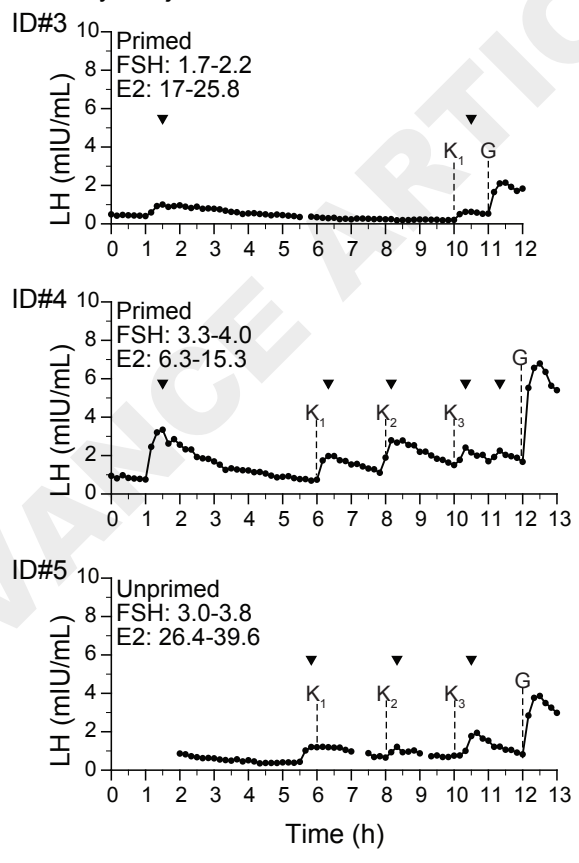 ID#3
Primed
FSH: 1.7-2.2
E2: 17-25.8
K1 G
10
8
6
4
2
0
LH (mIU/mL)
0 1 2 3 4 5 6 7 8 9 10 11 12 13
ID#4
Primed
FSH: 3.3-4.0
E2: 6.3-15.3
K1 K2 K3 G
10
8
6
4
2
0
LH (mIU/mL)
0 1 2 3 4 5 6 7 8 9 10 11 12 13
ID#5
Unprimed
FSH: 3.0-3.8
E2: 26.4-39.6
K1 K2 K3 G
10
8
6
4
2
0
LH (mIU/mL)
0 1 2 3 4 5 6 7 8 9 10 11 12 13
Time (h)
VANCE ARTIC